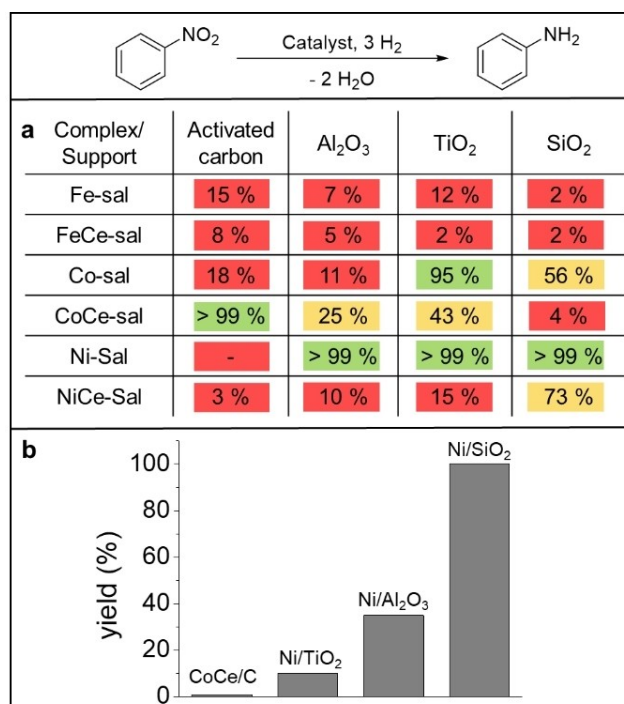 NO₂
Catalyst, 3 H₂
- 2 H₂O
NH₂
a
Complex/ Support | Activated carbon | Al₂O₃ | TiO₂ | SiO₂
Fe-sal | 15 % | 7 % | 12 % | 2 %
FeCe-sal | 8 % | 5 % | 2 % | 2 %
Co-sal | 18 % | 11 % | 95 % | 56 %
CoCe-sal | > 99 % | 25 % | 43 % | 4 %
Ni-Sal | - | > 99 % | > 99 % | > 99 %
NiCe-Sal | 3 % | 10 % | 15 % | 73 %
b
yield (%)
100
80
60
40
20
0
CoCe/C
Ni/TiO₂
Ni/Al₂O₃
Ni/SiO₂